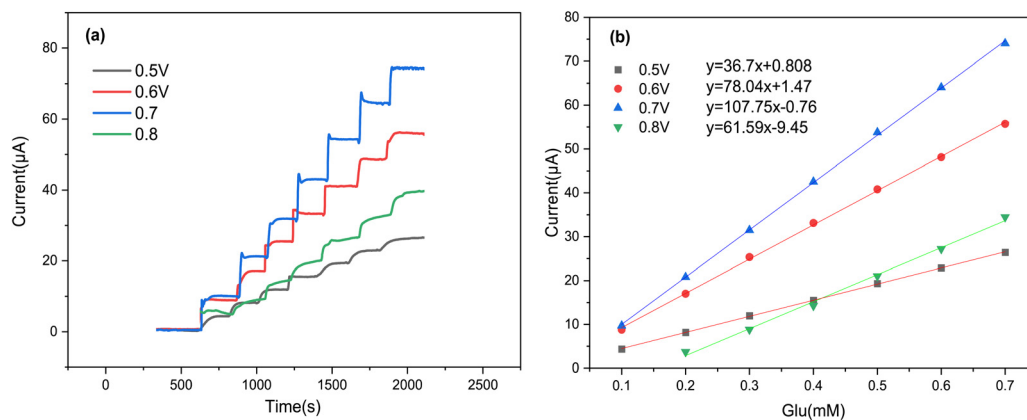 (a)
0.5V
0.6V
0.7
0.8
80
60
40
20
0
Current(μA)
0 500 1000 1500 2000 2500
Time(s)
(b)
0.5V y=36.7x+0.808
0.6V y=78.04x+1.47
0.7V y=107.75x-0.76
0.8V y=61.59x-9.45
80
70
60
50
40
30
20
10
0
Current(μA)
0.1 0.2 0.3 0.4 0.5 0.6 0.7
Glu(mM)